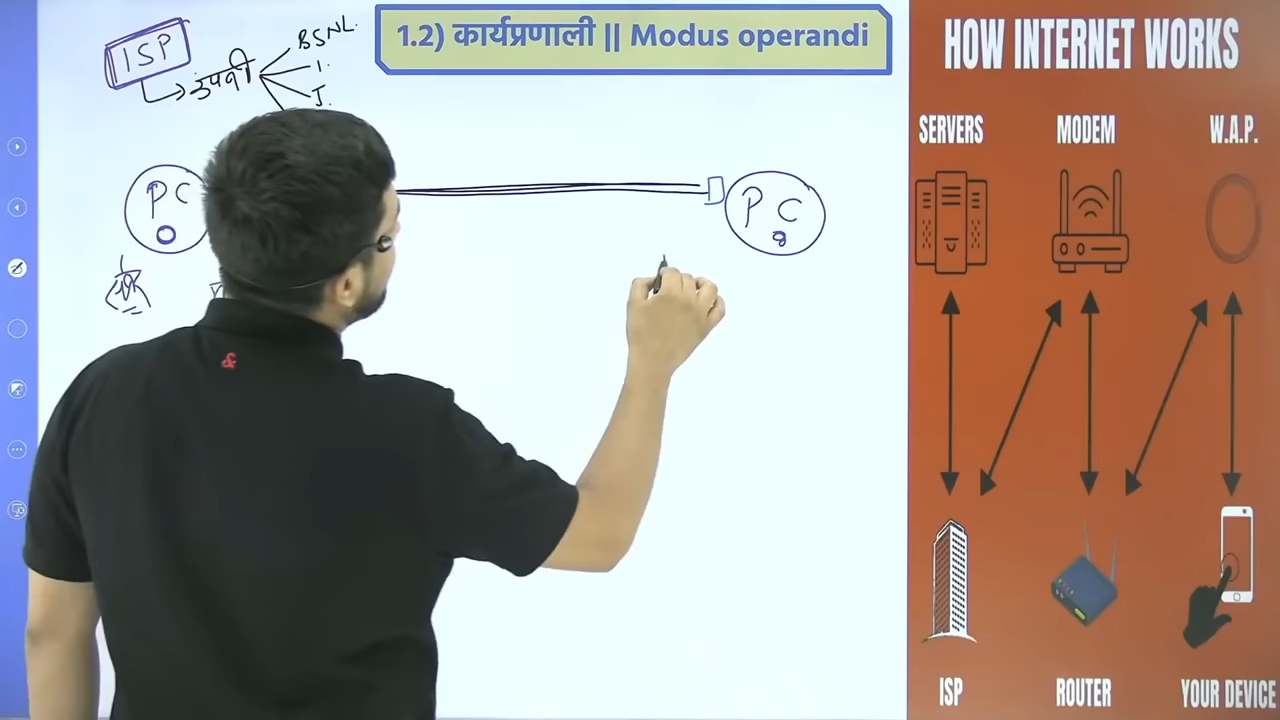 1.2) कार्यप्रणाली || Modus operandi
ISP
BSNL.
I.
J.
PC
PC
&
HOW INTERNET WORKS
SERVERS
MODEM
W.A.P.
ISP
ROUTER
YOUR DEVICE